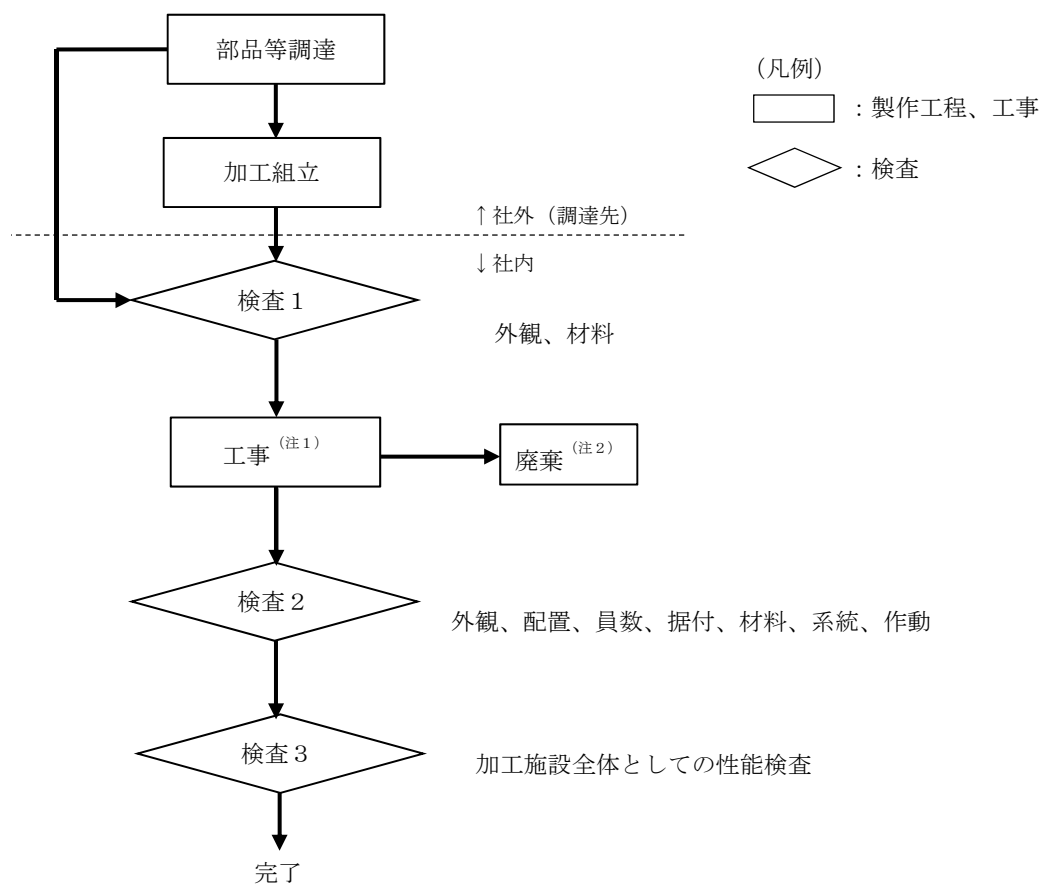 部品等調達
（凡例）
：製作工程、工事
加工組立
：検査
↑社外（調達先）
↓社内
検査１
外観、材料
工事（注１）
廃棄（注２）
検査２
外観、配置、員数、据付、材料、系統、作動
検査３
加工施設全体としての性能検査
完了